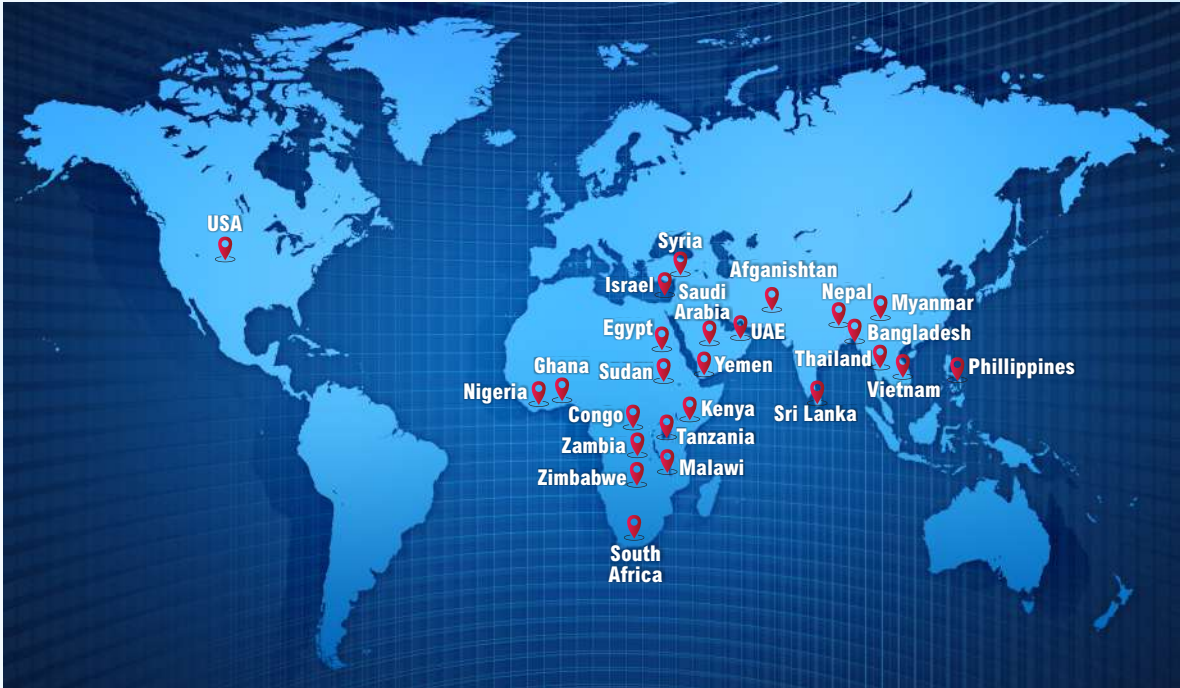 USA
Syria
Israel
Saudi
Arabia
Afganishtan
Nepal
Myanmar
Egypt
UAE
Bangladesh
Sudan
Yemen
Thailand
Vietnam
Phillippines
Ghana
Nigeria
Sri Lanka
Congo
Kenya
Tanzania
Zambia
Malawi
Zimbabwe
South
Africa